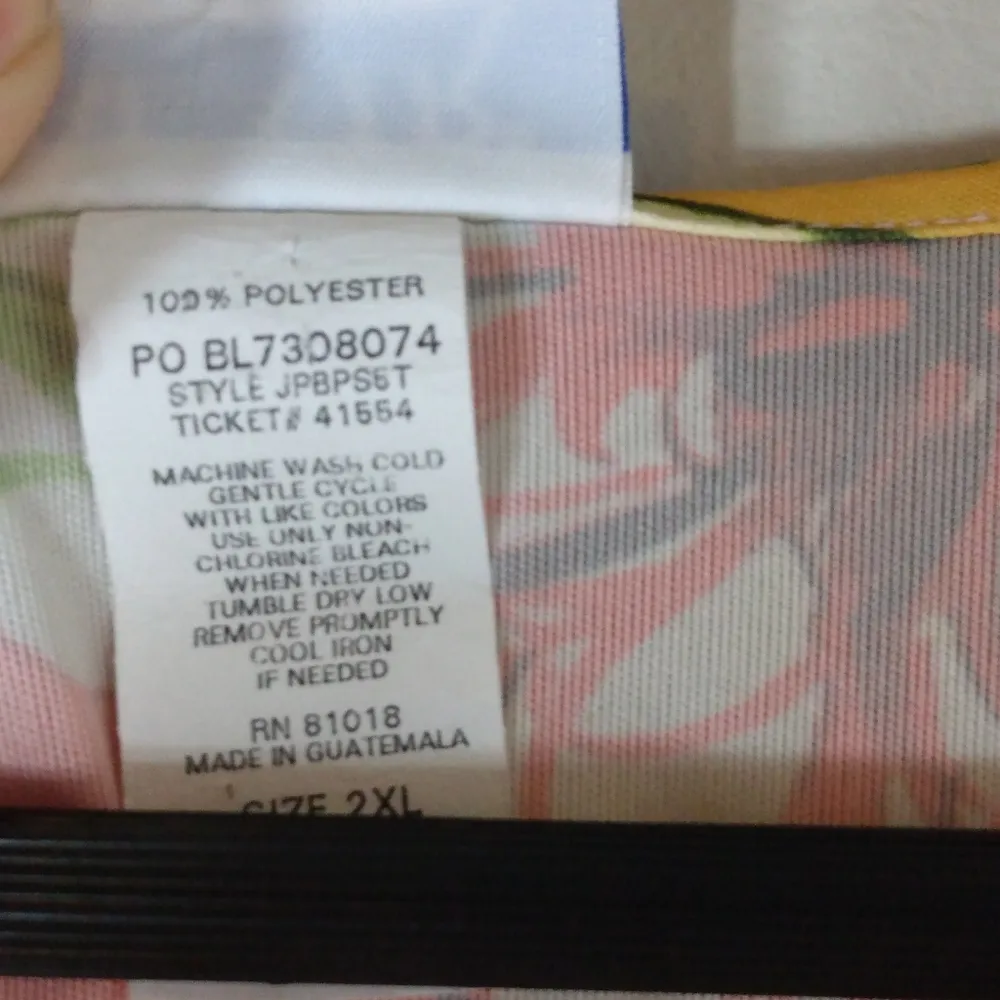 100% POLYESTER
PO BL7308074
STYLE JPBPS6T
TICKET# 41554
MACHINE WASH COLD
GENTLE CYCLE
WITH LIKE COLORS
USE ONLY NON-
CHLORINE BLEACH
WHEN NEEDED
TUMBLE DRY LOW
REMOVE PROMPTLY
COOL IRON
IF NEEDED
RN 81018
MADE IN GUATEMALA
SIZE 2XL